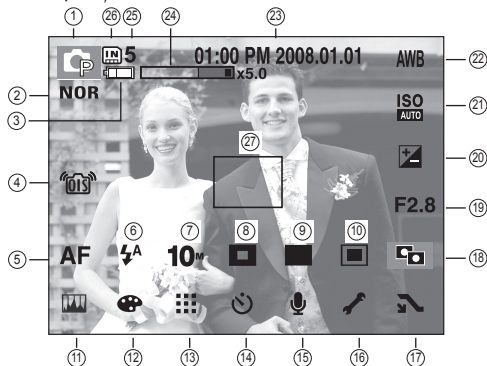 26 25 24 23
1 IN 5 01:00 PM 2008.01.01 AWB 22
P x5.0
2 NOR
3 ISO AUTO 21
27
4 OIS 20
F2.8 19
6 7 8 9 10
5 AF A 10M 18
11 12 13 14 15 16 17